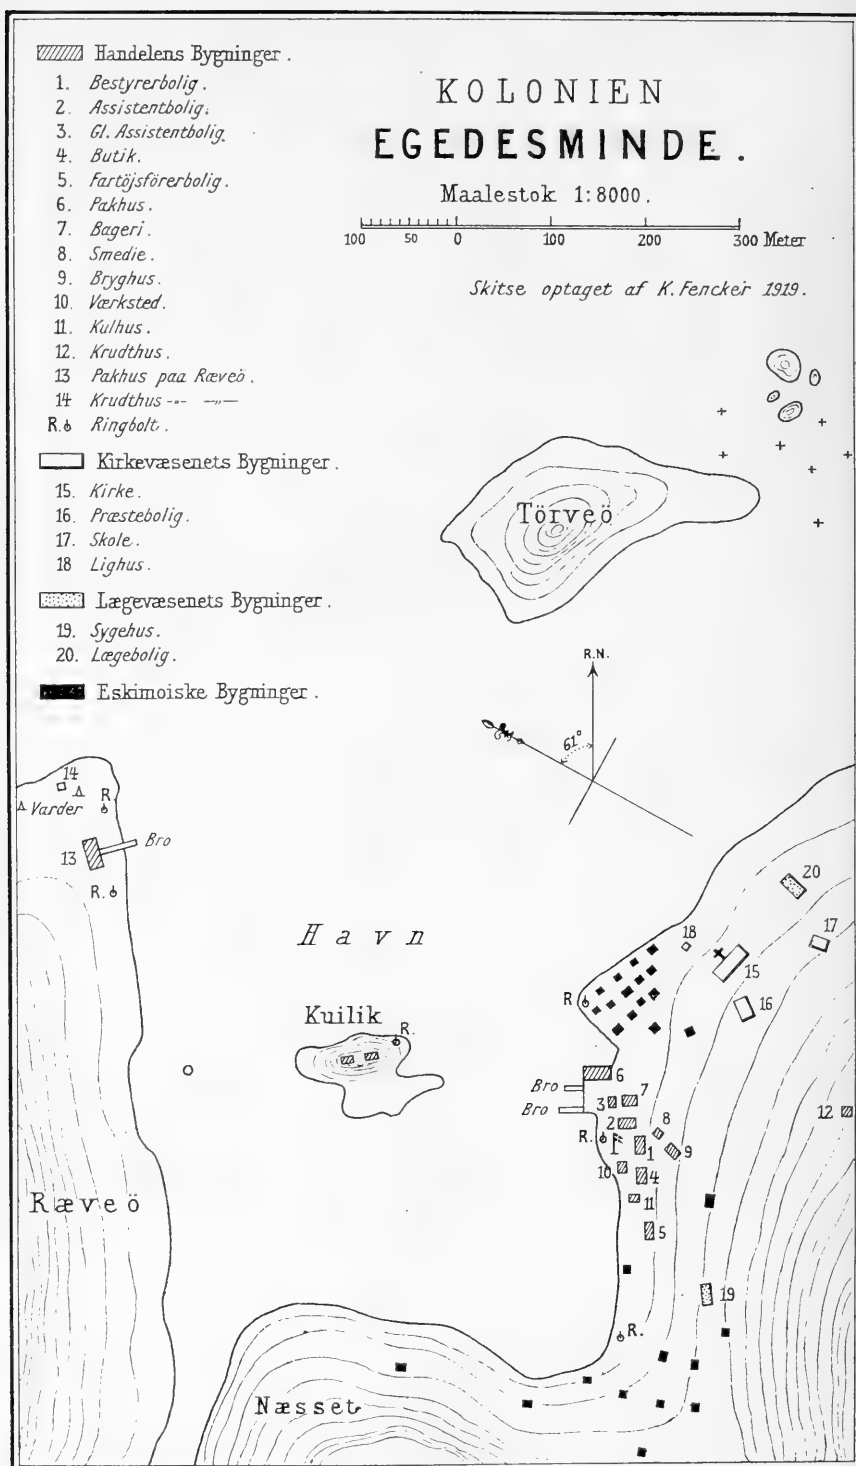 Handelens Bygninger.
1. Bestyrerbolig.
2. Assistentbolig.
3. Gl. Assistentbolig.
4. Butik.
5. Fartöjsförerbolig.
6. Pakhus.
7. Bageri.
8. Smedie.
9. Bryghus.
10. Værksted.
11. Kulhus.
12. Krudthus.
13 Pakhus paa Ræveö.
14 Krudthus -„- -„-
R. Ringbolt.
Kirkevæsenets Bygninger.
15. Kirke.
16. Præstebolig.
17. Skole.
18 Lighus.
Lægevæsenets Bygninger.
19. Sygehus.
20. Lægebolig.
Eskimoiske Bygninger.
KOLONIEN
EGEDESMINDE.
Maalestok 1:8000.
100 50 0 100 200 300 Meter
Skitse optaget af K. Fencker 1919.
Törveö
R.N.
61°
14
Varder
R
13
Bro
R.
Havn
Kuilik
R.
20
17
18
15
16
R
6
Bro
3
7
Bro
2
8
12
R.
1
9
10
4
11
5
Ræveö
19
R.
Næsset